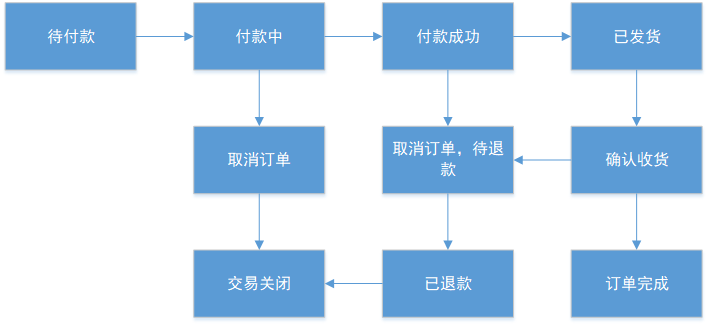 待付款
付款中
付款成功
已发货
取消订单
取消订单，待退
款
确认收货
交易关闭
已退款
订单完成